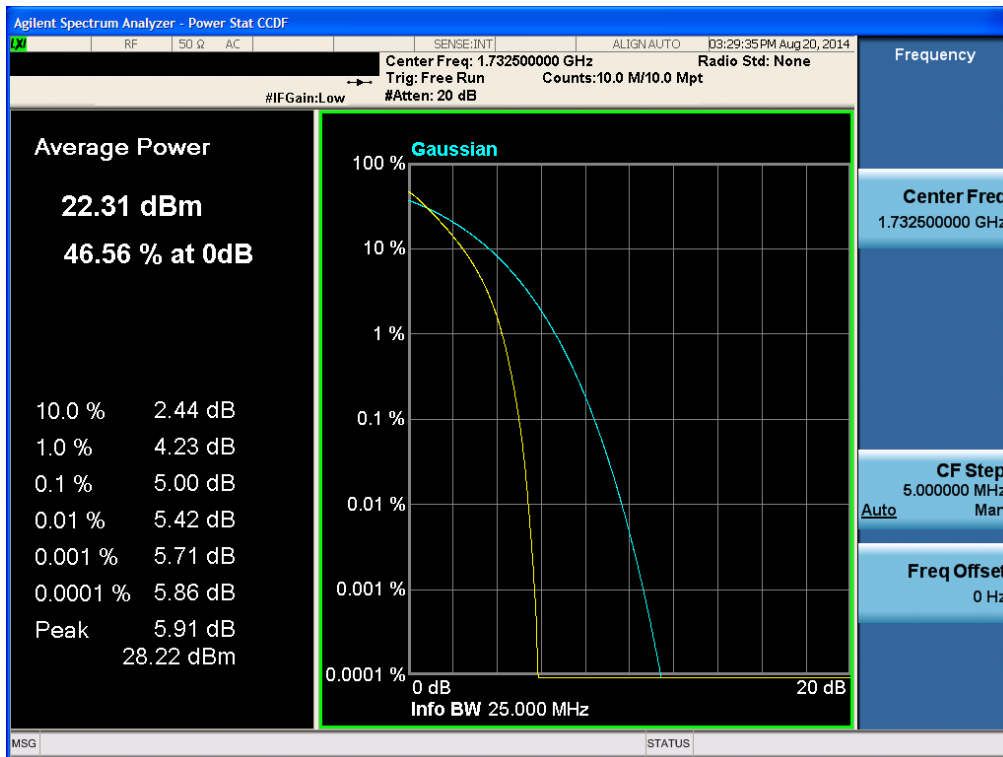 Agilent Spectrum Analyzer - Power Stat CCDF
LXI RF 50 Ω AC SENSE:INT ALIGN AUTO 03:29:35 PM Aug 20, 2014
Center Freq: 1.732500000 GHz Radio Std: None
Trig: Free Run Counts:10.0 M/10.0 Mpt
#IFGain:Low #Atten: 20 dB
Average Power
22.31 dBm
46.56 % at 0dB
10.0 % 2.44 dB
1.0 % 4.23 dB
0.1 % 5.00 dB
0.01 % 5.42 dB
0.001 % 5.71 dB
0.0001 % 5.86 dB
Peak 5.91 dB
28.22 dBm
Gaussian
100 %
10 %
1 %
0.1 %
0.01 %
0.001 %
0.0001 %
0 dB 20 dB
Info BW 25.000 MHz
Frequency
Center Freq
1.732500000 GHz
CF Step
5.000000 MHz
Auto Man
Freq Offset
0 Hz
MSG STATUS